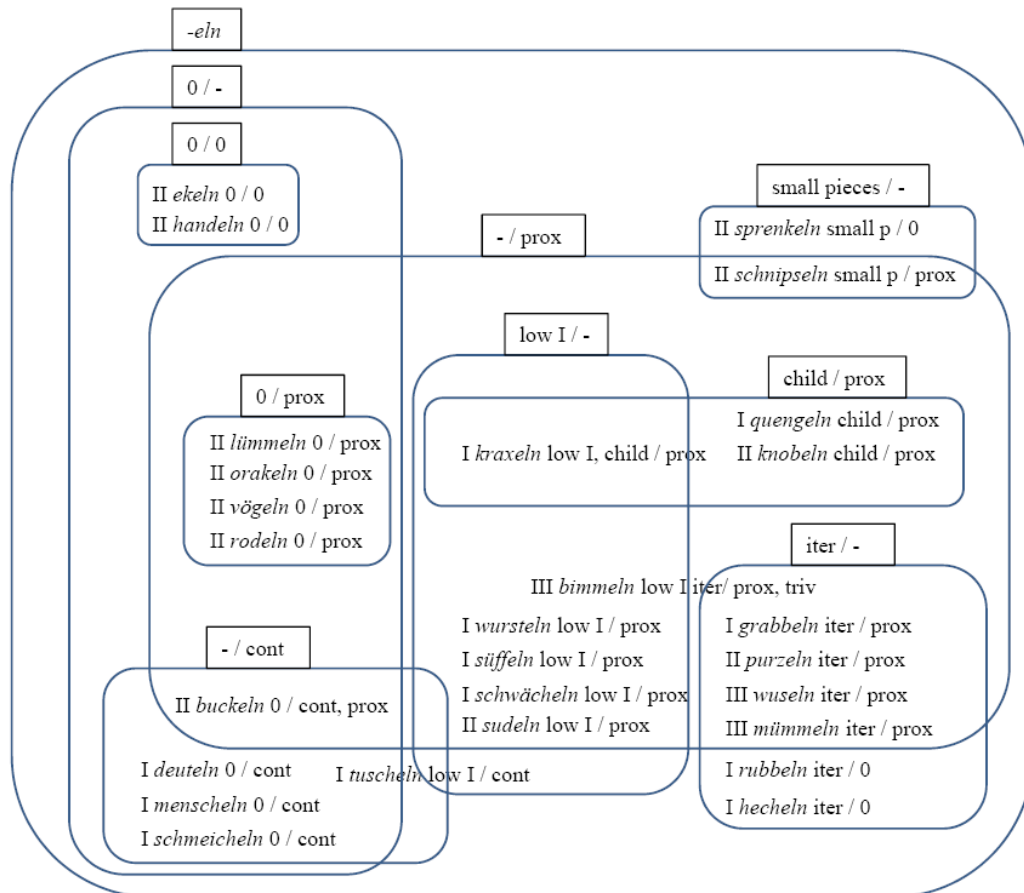 -eln
0 / -
0 / 0
II ekeln 0 / 0
II handeln 0 / 0
small pieces / -
II sprenkeln small p / 0
II schnipseln small p / prox
- / prox
low I / -
child / prox
I quengeln child / prox
I kraxeln low I, child / prox
II knobeln child / prox
0 / prox
II lümmeln 0 / prox
II orakeln 0 / prox
II vögeln 0 / prox
II rodeln 0 / prox
iter / -
III bimmeln low I iter/ prox, triv
I wursteln low I / prox
I süffeln low I / prox
I schwächeln low I / prox
II sudeln low I / prox
I grabbeln iter / prox
II purzeln iter / prox
III wuseln iter / prox
III mümmeln iter / prox
I rubbeln iter / 0
I hecheln iter / 0
- / cont
II buckeln 0 / cont, prox
I deuteln 0 / cont
I tuscheln low I / cont
I menscheln 0 / cont
I schmeicheln 0 / cont